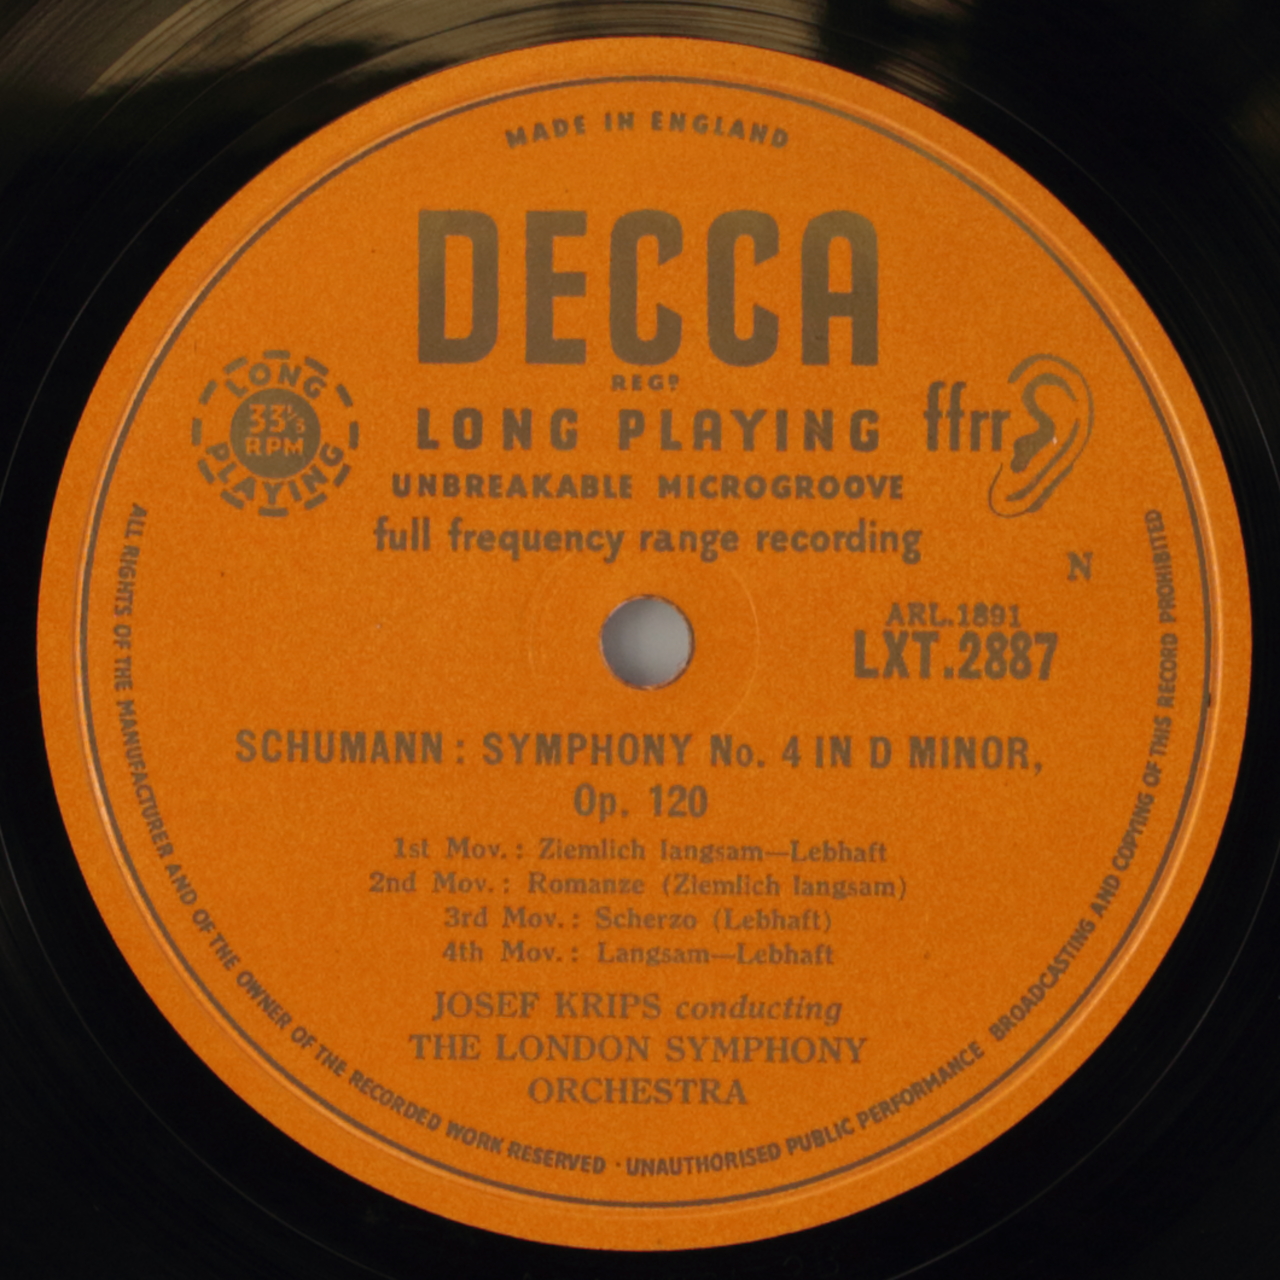 MADE IN ENGLAND
DECCA
REGD
LONG PLAYING
33⅓
RPM
LONG PLAYING
ffrr
UNBREAKABLE MICROGROOVE
full frequency range recording
N
ARL.1891
LXT.2887
SCHUMANN : SYMPHONY No. 4 IN D MINOR,
Op. 120
1st Mov. : Ziemlich langsam—Lebhaft
2nd Mov. : Romanze (Ziemlich langsam)
3rd Mov. : Scherzo (Lebhaft)
4th Mov. : Langsam—Lebhaft
JOSEF KRIPS conducting
THE LONDON SYMPHONY
ORCHESTRA
ALL RIGHTS OF THE MANUFACTURER AND OF THE OWNER OF THE RECORDED WORK RESERVED · UNAUTHORISED PUBLIC PERFORMANCE BROADCASTING AND COPYING OF THIS RECORD PROHIBITED